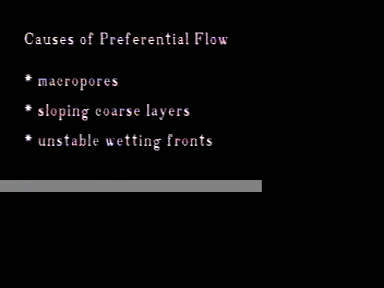 Causes of Preferential Flow
* macropores
* sloping coarse layers
* unstable wetting fronts